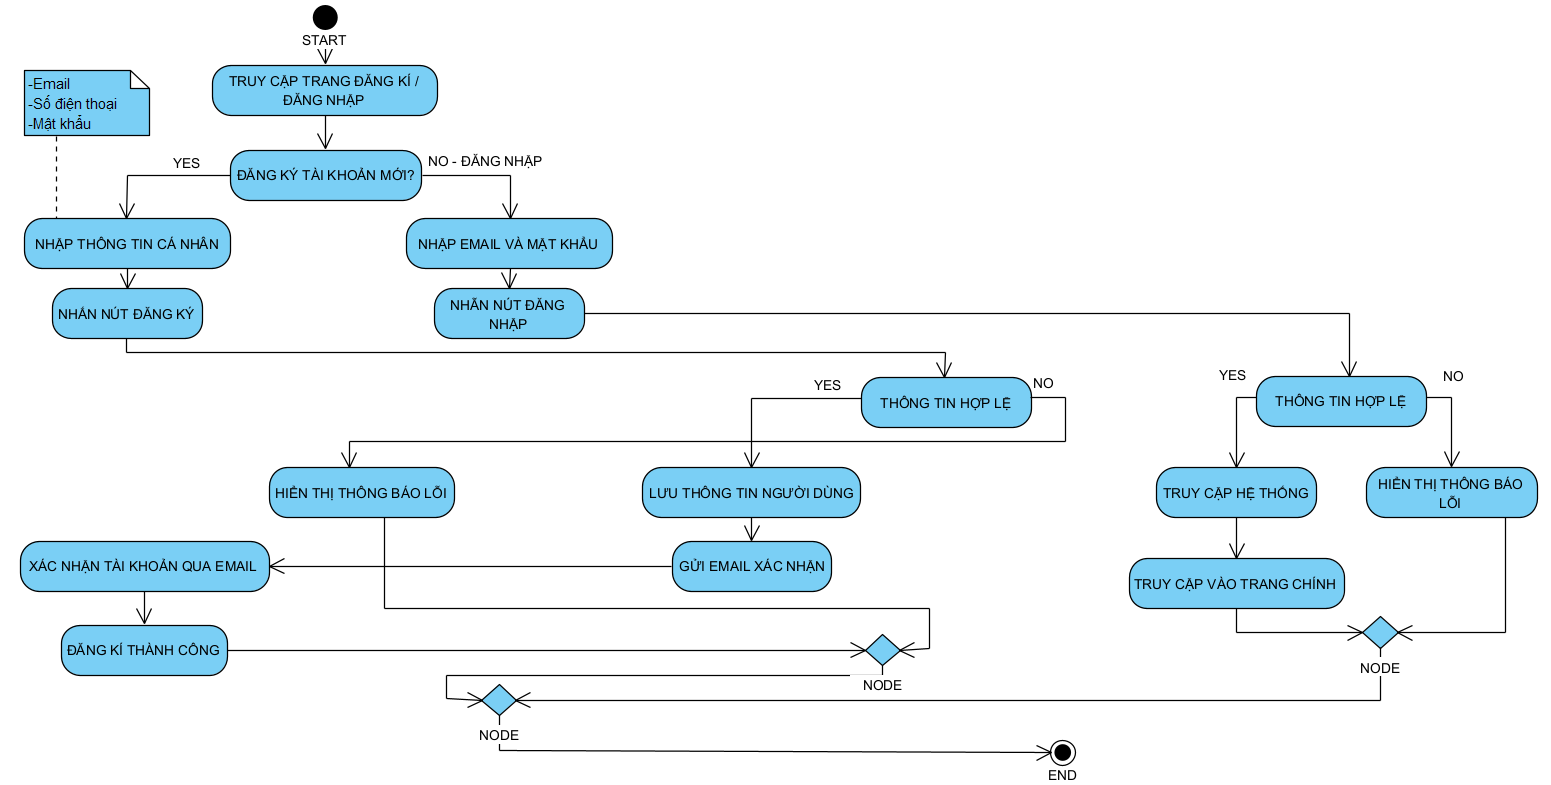 START
TRUY CẬP TRANG ĐĂNG KÍ /
ĐĂNG NHẬP
-Email
-Số điện thoại
-Mật khẩu
YES
ĐĂNG KÝ TÀI KHOẢN MỚI?
NO - ĐĂNG NHẬP
NHẬP THÔNG TIN CÁ NHÂN
NHẬP EMAIL VÀ MẬT KHẨU
NHẤN NÚT ĐĂNG KÝ
NHẤN NÚT ĐĂNG
NHẬP
YES
THÔNG TIN HỢP LỆ
NO
YES
THÔNG TIN HỢP LỆ
NO
HIỂN THỊ THÔNG BÁO LỖI
LƯU THÔNG TIN NGƯỜI DÙNG
TRUY CẬP HỆ THỐNG
HIỂN THỊ THÔNG BÁO
LỖI
XÁC NHẬN TÀI KHOẢN QUA EMAIL
GỬI EMAIL XÁC NHẬN
TRUY CẬP VÀO TRANG CHÍNH
ĐĂNG KÍ THÀNH CÔNG
NODE
NODE
NODE
END